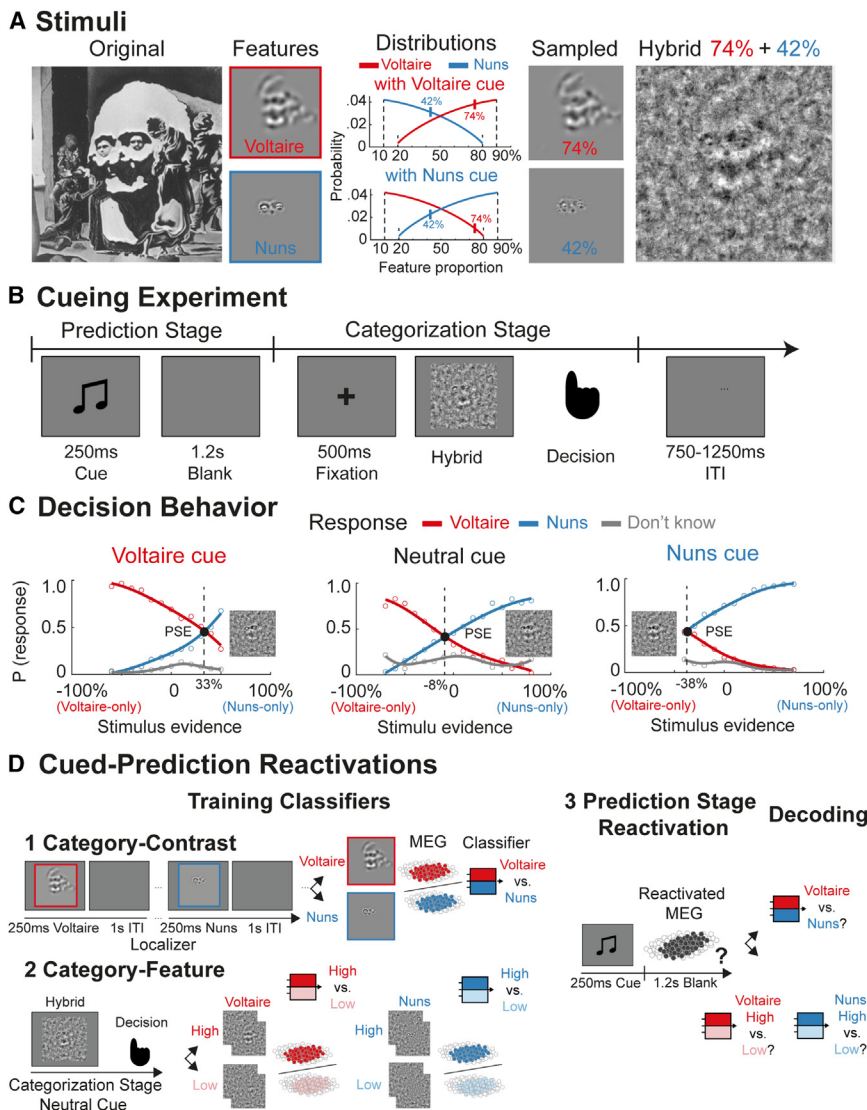 A Stimuli
Original
Features
Distributions
Sampled
Hybrid 74% + 42%
Voltaire Nuns
with Voltaire cue
.04
.02
0
42%
74%
10 20 50 80 90%
Voltaire
74%
Probability
with Nuns cue
0.04
0.02
0
42%
74%
10 20 50 80 90%
Feature proportion
Nuns
42%
B Cueing Experiment
Prediction Stage
Categorization Stage
250ms
Cue
1.2s
Blank
500ms
Fixation
Hybrid
Decision
750-1250ms
ITI
C Decision Behavior
Response Voltaire Nuns Don't know
Voltaire cue
Neutral cue
Nuns cue
P (response)
1.0
0.5
0
PSE
-100%
0
33%
100%
(Voltaire-only)
(Nuns-only)
Stimulus evidence
1.0
0.5
0
PSE
-100%
-8%
0
100%
(Voltaire-only)
(Nuns-only)
Stimulu evidence
1.0
0.5
0
PSE
-100%
-38%
0
100%
(Voltaire-only)
(Nuns-only)
Stimulus evidence
D Cued-Prediction Reactivations
Training Classifiers
1 Category-Contrast
...
...
250ms Voltaire 1s ITI 250ms Nuns 1s ITI
Localizer
Voltaire
Nuns
MEG
Classifier
Voltaire
vs.
Nuns
2 Category-Feature
Hybrid
Decision
Categorization Stage
Neutral Cue
High
Low
Voltaire
High
vs.
Low
Nuns
High
Low
High
vs.
Low
3 Prediction Stage
Reactivation
Decoding
Reactivated
MEG
?
250ms Cue 1.2s Blank
Voltaire
vs.
Nuns?
Voltaire
High
vs.
Low?
Nuns
High
vs.
Low?